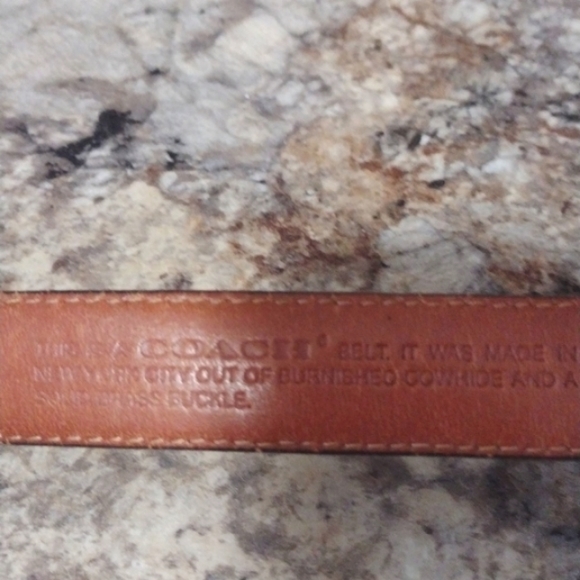 THIS IS A COACH® BELT. IT WAS MADE IN
NEW YORK CITY OUT OF BURNISHED COWHIDE AND A
SOLID BRASS BUCKLE.